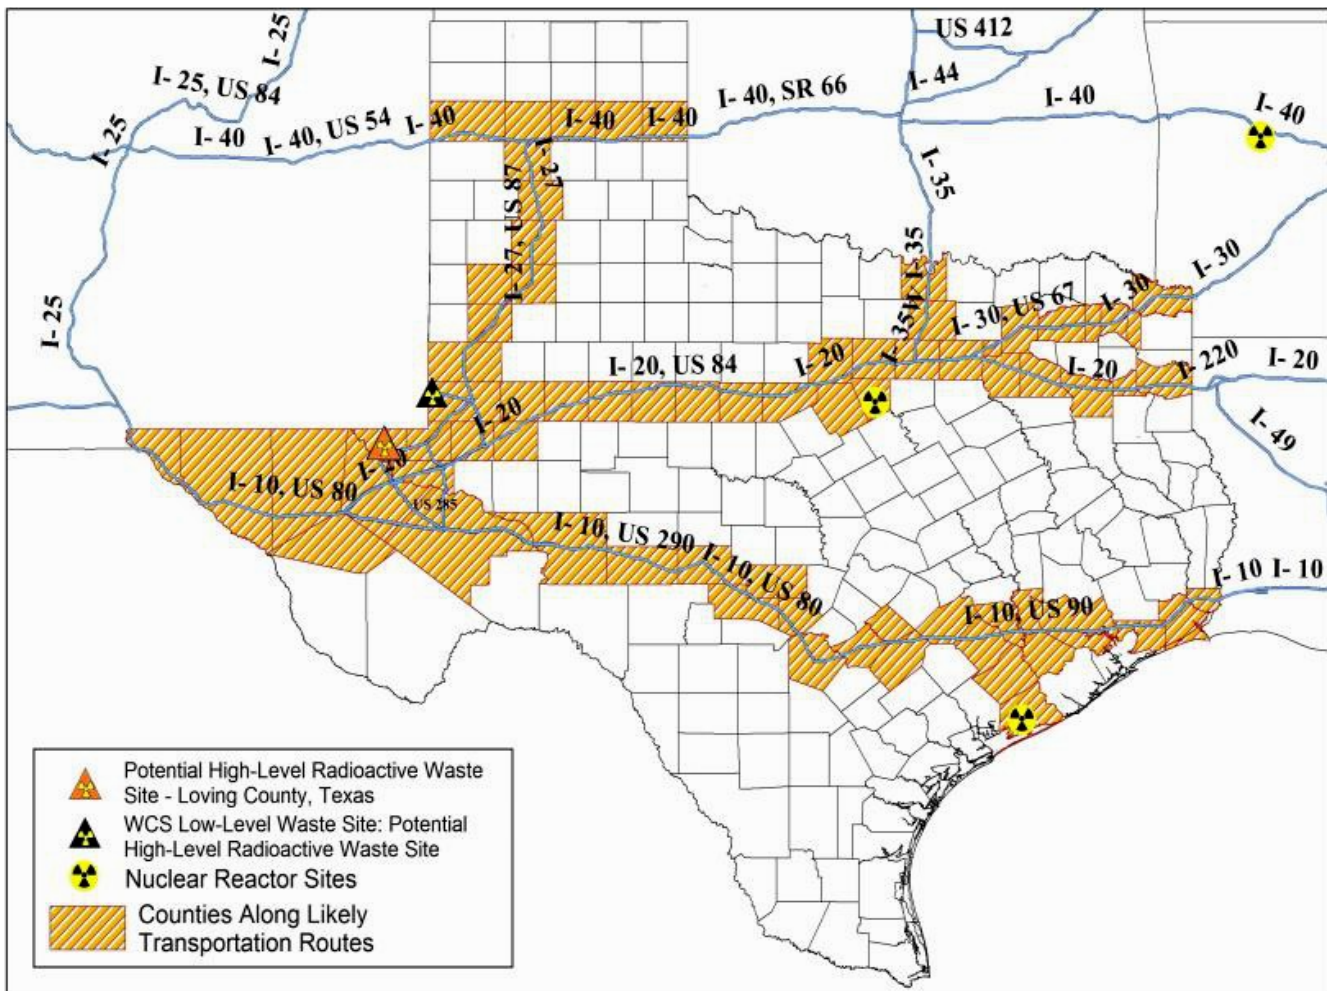 I- 25
US 412
I- 25, US 84
I- 44
I- 40, SR 66
I- 40
I- 40
I- 25
I- 40
I- 40, US 54
I- 40
I- 40
I- 40
I- 27
I- 35
I- 27, US 87
I- 35
I- 30
I- 25
I- 35W
I- 30, US 67
I- 30
I- 20, US 84
I- 20
I- 20
I- 220
I- 20
I- 20
I- 49
I- 20
I- 10, US 80
US 285
I- 10, US 290
I- 10, US 80
I- 10, US 90
I- 10
I- 10
Potential High-Level Radioactive Waste
Site - Loving County, Texas
WCS Low-Level Waste Site: Potential
High-Level Radioactive Waste Site
Nuclear Reactor Sites
Counties Along Likely
Transportation Routes